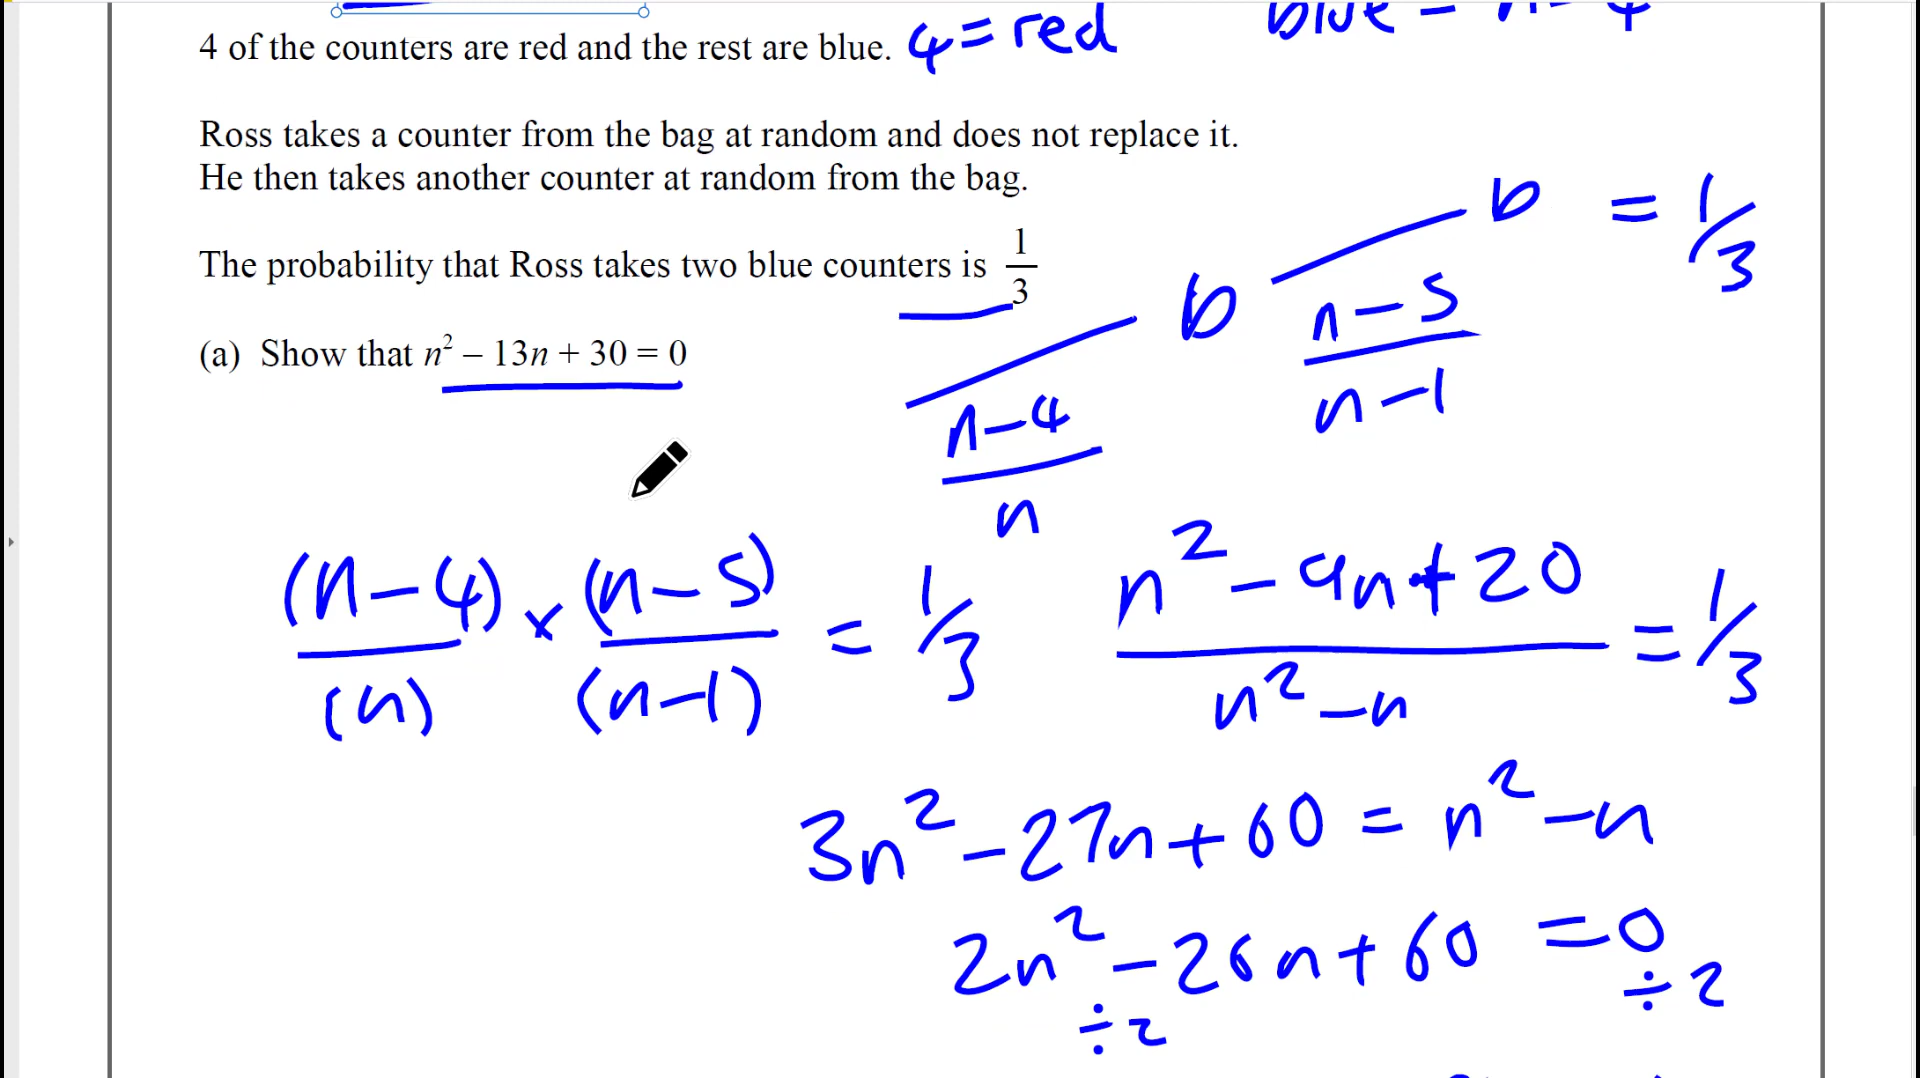 4 of the counters are red and the rest are blue. 4 = red blue = n - 4
Ross takes a counter from the bag at random and does not replace it.
He then takes another counter at random from the bag.
b = 1/3
The probability that Ross takes two blue counters is 1/3
b (n-5)/(n-1)
(a) Show that n² – 13n + 30 = 0
(n-4)/n
(n-4)/(n) × (n-5)/(n-1) = 1/3
(n² - 9n + 20)/(n² - n) = 1/3
3n² - 27n + 60 = n² - n
2n² - 26n + 60 = 0
÷2 ÷2